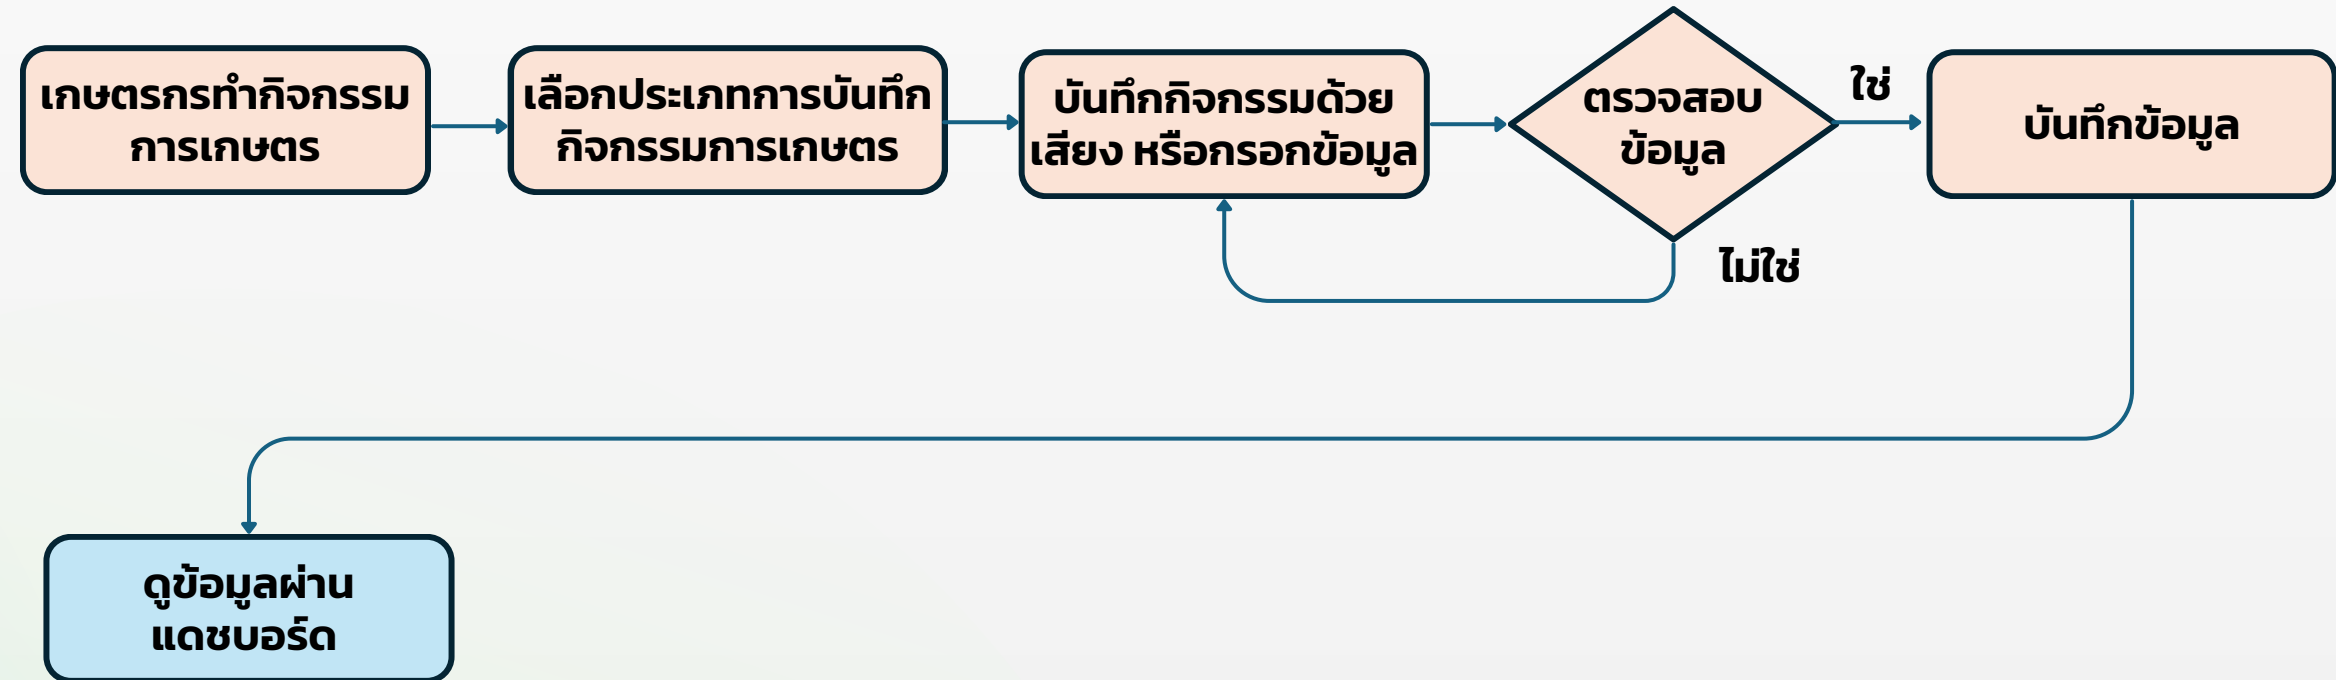 เกษตรกรทำกิจกรรม
การเกษตร
เลือกประเภทการบันทึก
กิจกรรมการเกษตร
บันทึกกิจกรรมด้วย
เสียง หรือกรอกข้อมูล
ตรวจสอบ
ข้อมูล
ใช่
บันทึกข้อมูล
ไม่ใช่
ดูข้อมูลผ่าน
แดชบอร์ด